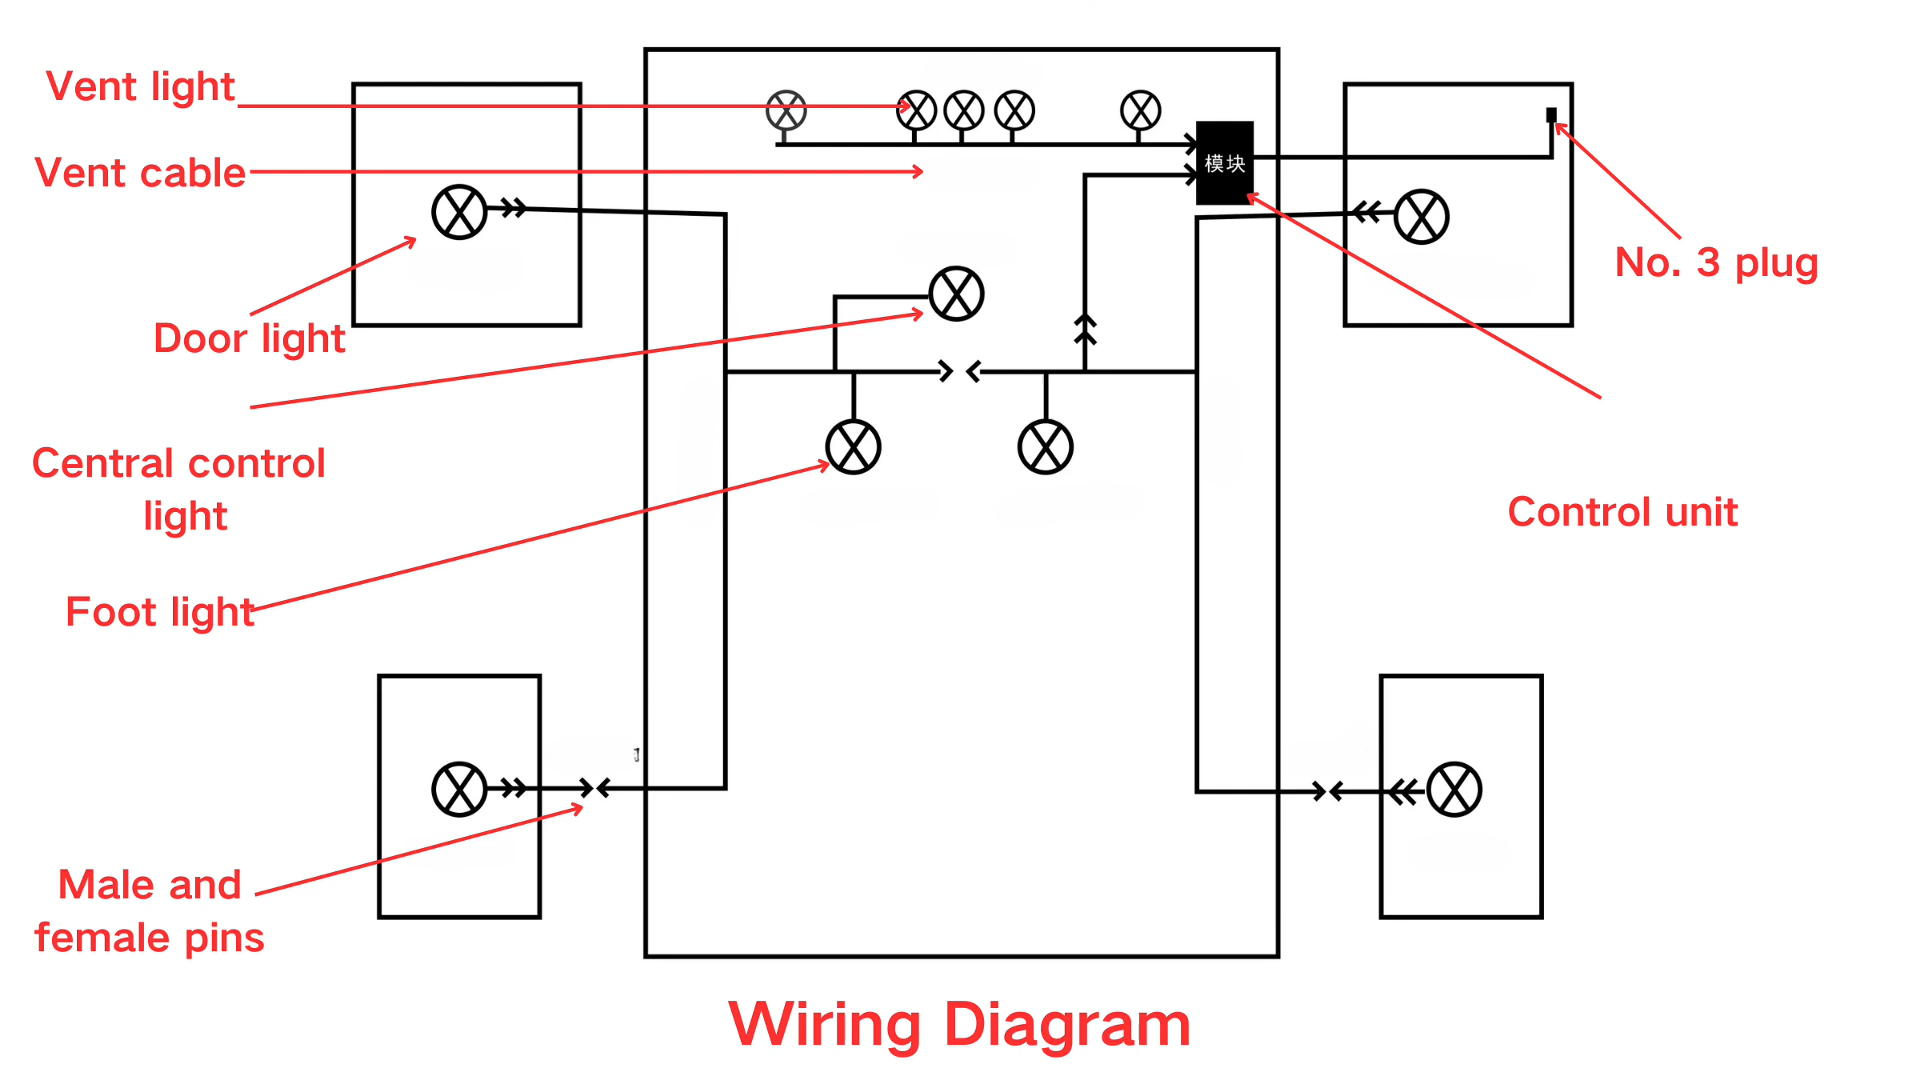 Vent light
Vent cable
模块
No. 3 plug
Door light
Central control
light
Control unit
Foot light
Male and
female pins
Wiring Diagram